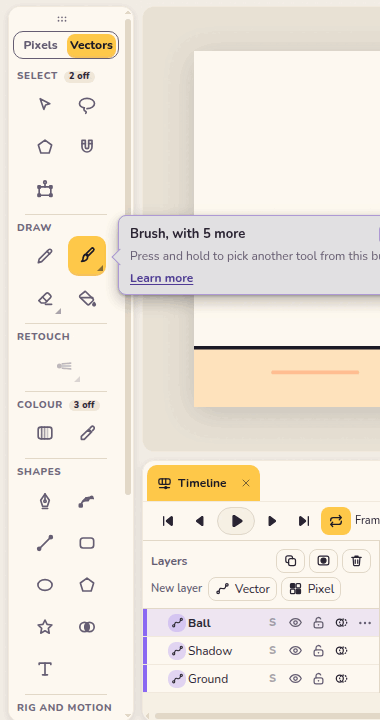 Pixels Vectors
SELECT 2 off
DRAW
Brush, with 5 more
Press and hold to pick another tool from this
Learn more
RETOUCH
COLOUR 3 off
SHAPES
Timeline
Layers
New layer Vector Pixel
Ball S
Shadow S
Ground S
RIG AND MOTION